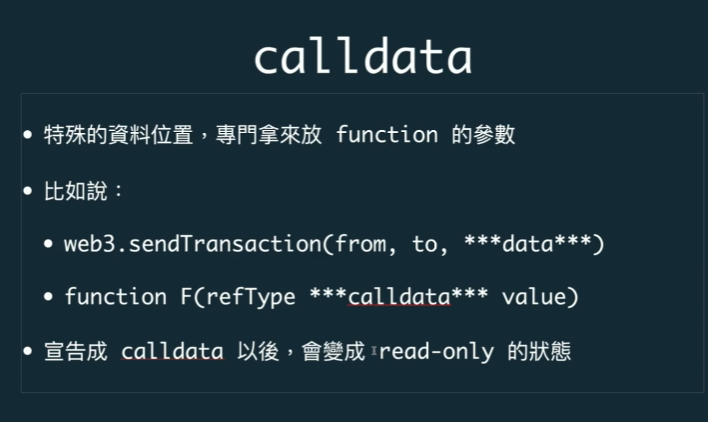 calldata
• 特殊的資料位置，專門拿來放 function 的參數
• 比如說：
• web3.sendTransaction(from, to, ***data***)
• function F(refType ***calldata*** value)
• 宣告成 calldata 以後，會變成 read-only 的狀態